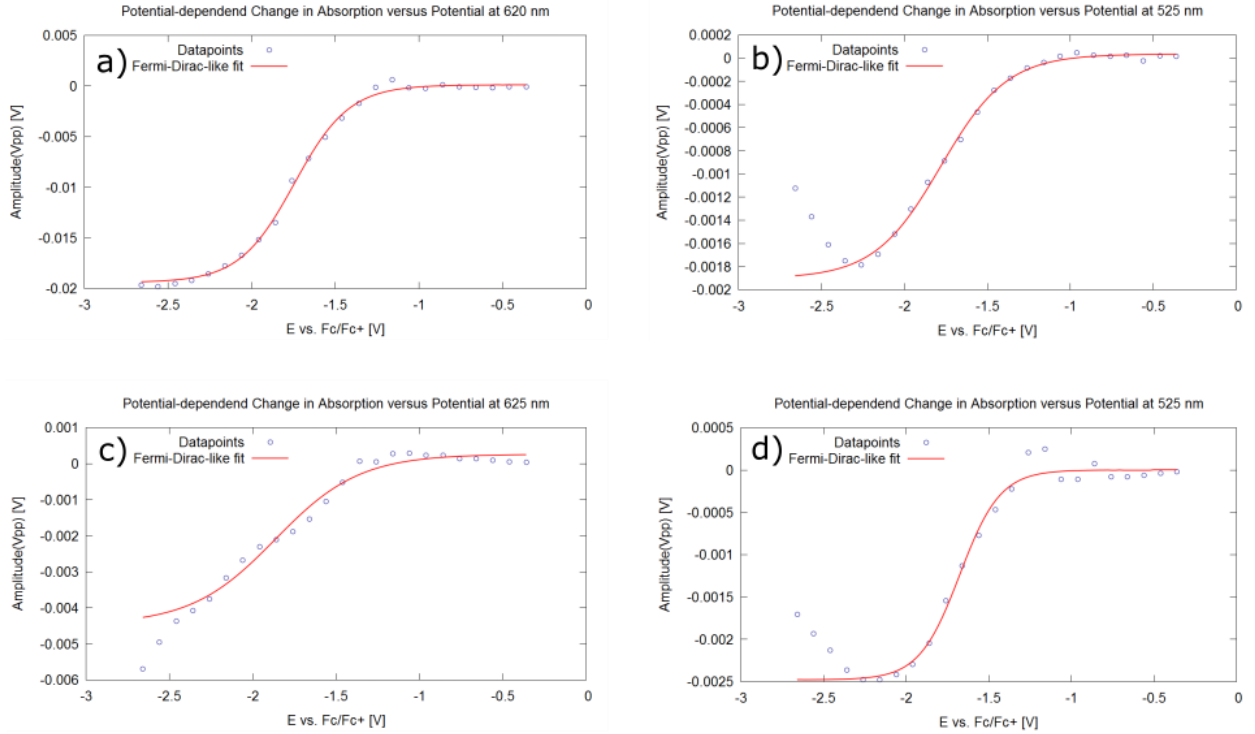 Potential-dependend Change in Absorption versus Potential at 620 nm
a)
Datapoints
Fermi-Dirac-like fit
0.005
0
-0.005
-0.01
-0.015
-0.02
Amplitude(Vpp) [V]
-3 -2.5 -2 -1.5 -1 -0.5 0
E vs. Fc/Fc+ [V]
Potential-dependend Change in Absorption versus Potential at 525 nm
b)
Datapoints
Fermi-Dirac-like fit
0.0002
0
-0.0002
-0.0004
-0.0006
-0.0008
-0.001
-0.0012
-0.0014
-0.0016
-0.0018
-0.002
Amplitude(Vpp) [V]
-3 -2.5 -2 -1.5 -1 -0.5 0
E vs. Fc/Fc+ [V]
Potential-dependend Change in Absorption versus Potential at 625 nm
c)
Datapoints
Fermi-Dirac-like fit
0.001
0
-0.001
-0.002
-0.003
-0.004
-0.005
-0.006
Amplitude(Vpp) [V]
-3 -2.5 -2 -1.5 -1 -0.5 0
E vs. Fc/Fc+ [V]
Potential-dependend Change in Absorption versus Potential at 525 nm
d)
Datapoints
Fermi-Dirac-like fit
0.0005
0
-0.0005
-0.001
-0.0015
-0.002
-0.0025
Amplitude(Vpp) [V]
-3 -2.5 -2 -1.5 -1 -0.5 0
E vs. Fc/Fc+ [V]